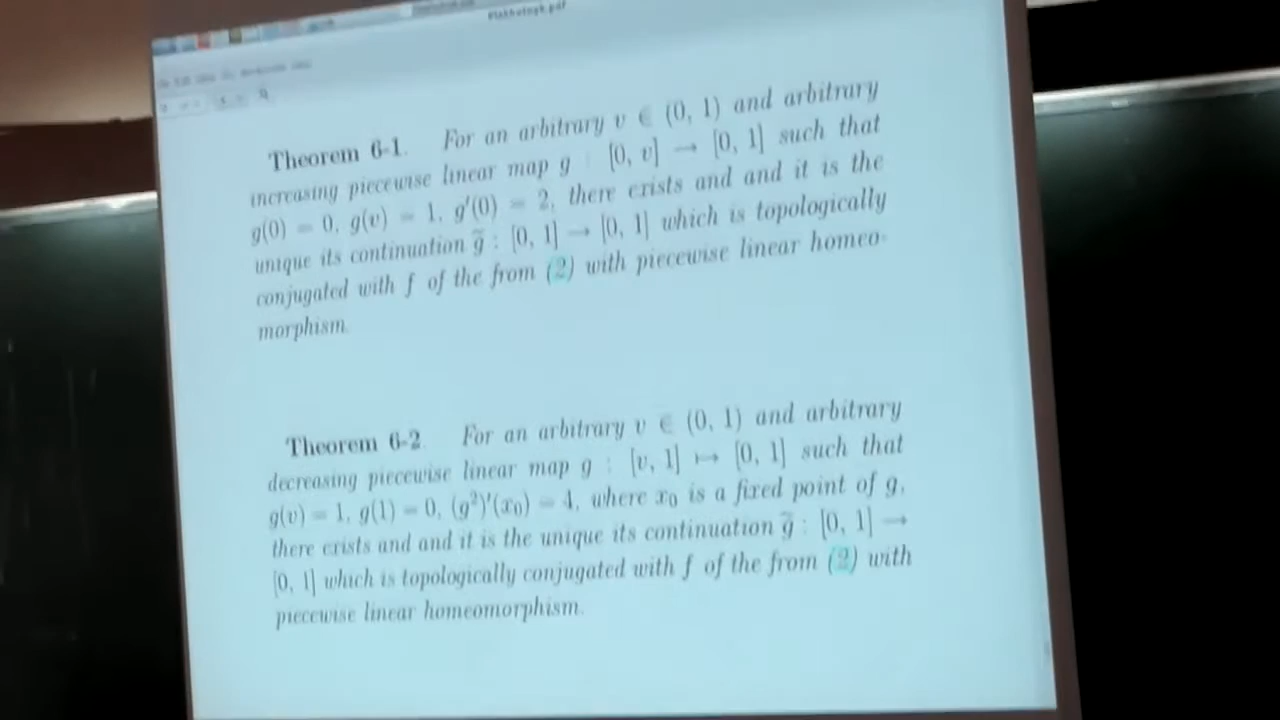 Plakhotnyk.pdf
Theorem 6-1. For an arbitrary v ∈ (0, 1) and arbitrary
increasing piecewise linear map g : [0, v] → [0, 1] such that
g(0) = 0, g(v) = 1, g′(0) = 2, there exists and and it is the
unique its continuation g̃ : [0, 1] → [0, 1] which is topologically
conjugated with f of the from (2) with piecewise linear homeo-
morphism.
Theorem 6-2. For an arbitrary v ∈ (0, 1) and arbitrary
decreasing piecewise linear map g : [v, 1] ↦ [0, 1] such that
g(v) = 1, g(1) = 0, (g²)′(x₀) = 4, where x₀ is a fixed point of g,
there exists and and it is the unique its continuation g̃ : [0, 1] →
[0, 1] which is topologically conjugated with f of the from (2) with
piecewise linear homeomorphism.